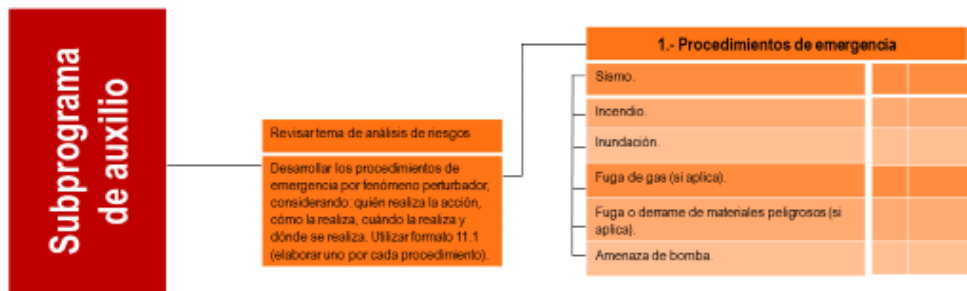 Subprograma
de auxilio
Revisar tema de análisis de riesgos
Desarrollar los procedimientos de
emergencia por fenómeno perturbador,
considerando: quién realiza la acción,
cómo la realiza, cuándo la realiza y
dónde se realiza. Utilizar formato 11.1
(elaborar uno por cada procedimiento).
1.- Procedimientos de emergencia
Sismo.
Incendio.
Inundación.
Fuga de gas (si aplica).
Fuga o derrame de materiales peligrosos (si
aplica).
Amenaza de bomba.